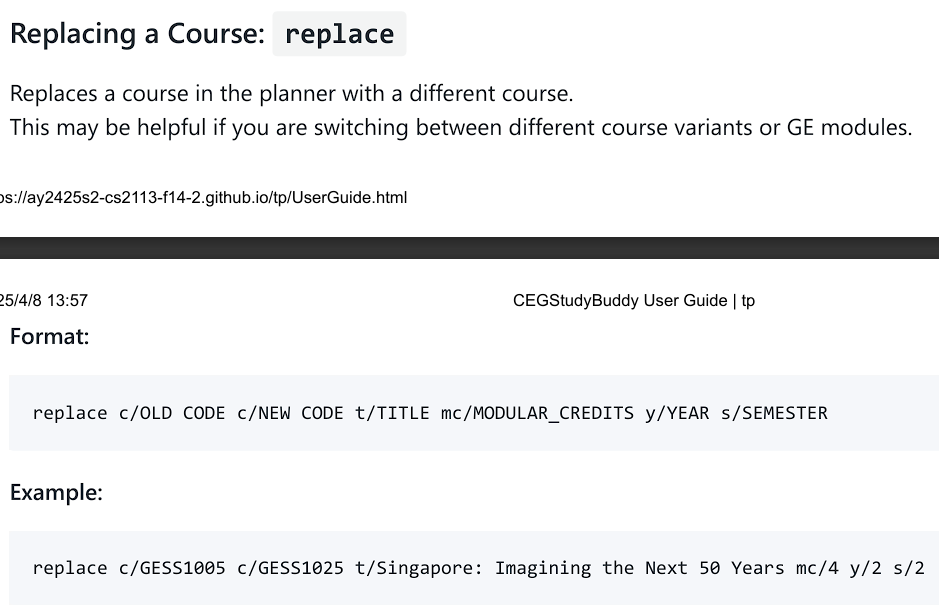 Replacing a Course: replace
Replaces a course in the planner with a different course.
This may be helpful if you are switching between different course variants or GE modules.
ps://ay2425s2-cs2113-f14-2.github.io/tp/UserGuide.html
25/4/8 13:57
CEGStudyBuddy User Guide | tp
Format:
replace c/OLD CODE c/NEW CODE t/TITLE mc/MODULAR_CREDITS y/YEAR s/SEMESTER
Example:
replace c/GESS1005 c/GESS1025 t/Singapore: Imagining the Next 50 Years mc/4 y/2 s/2